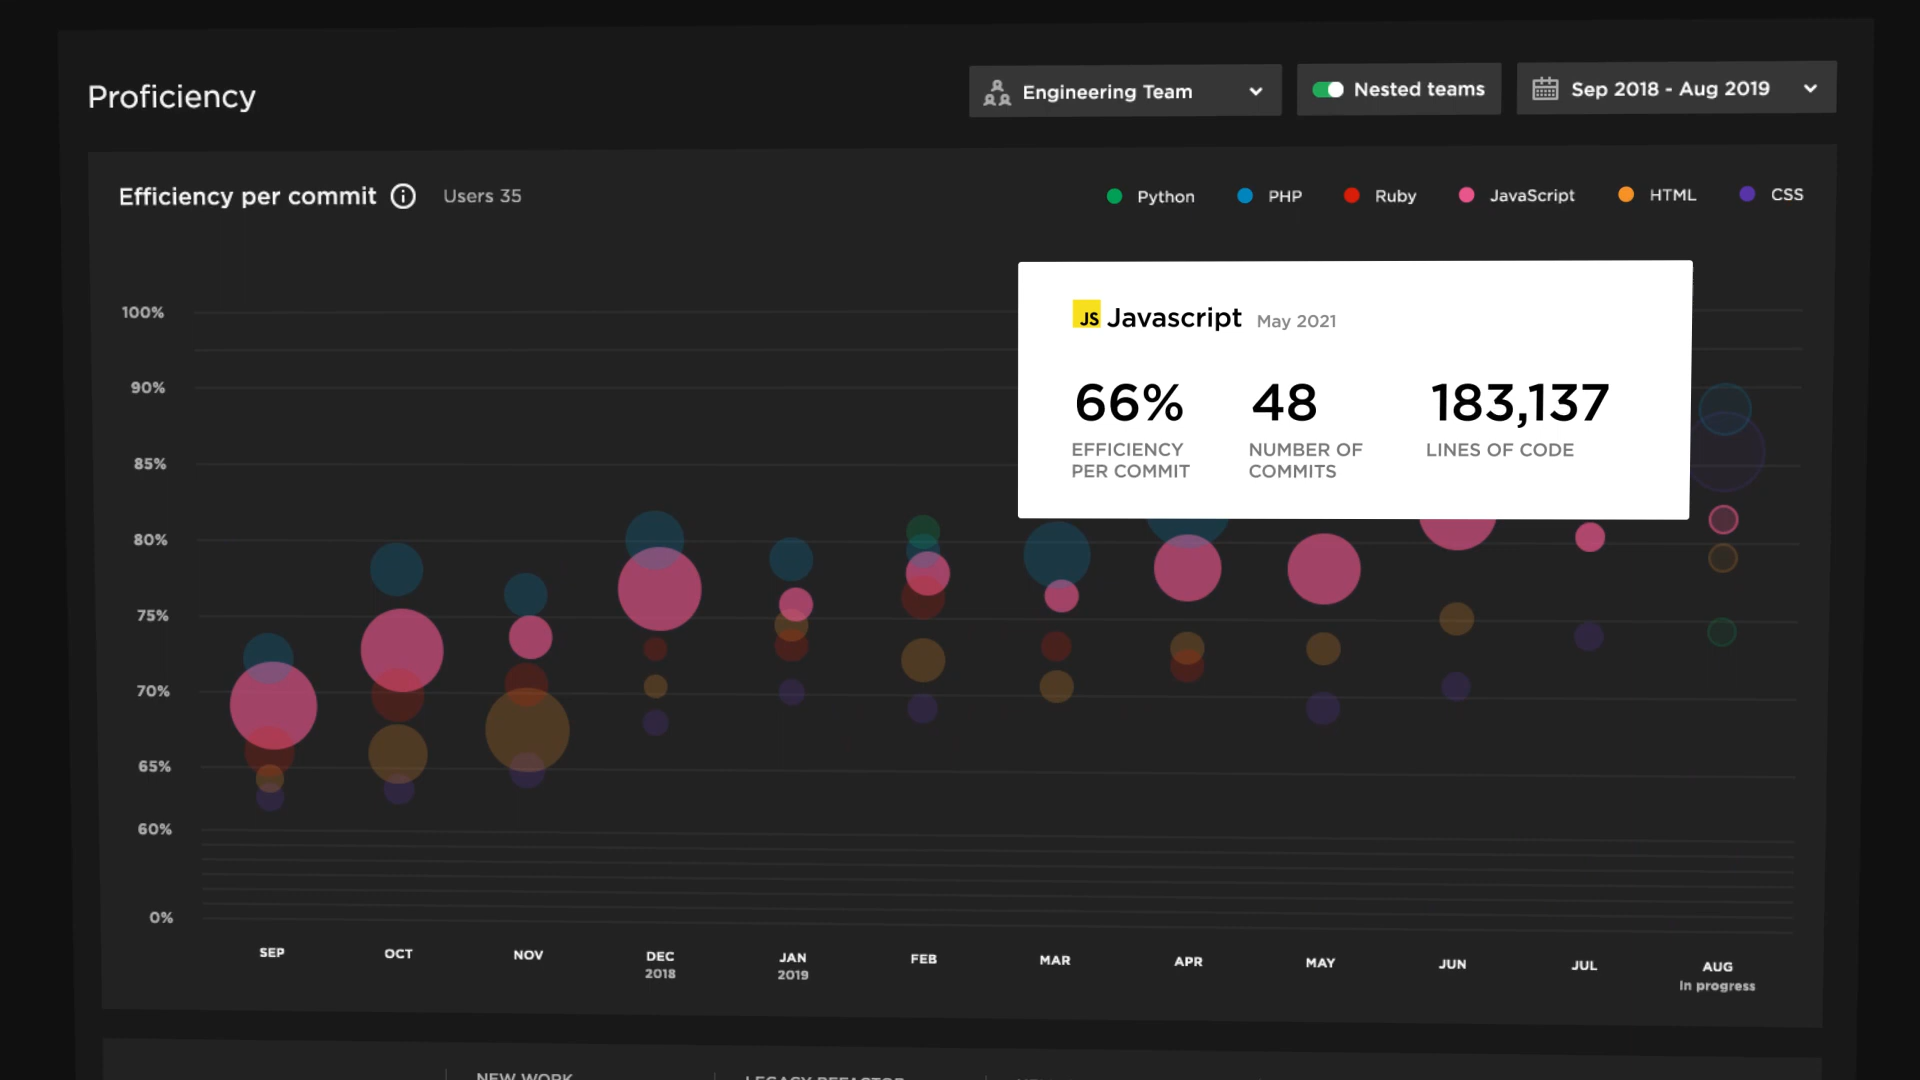 Proficiency
Engineering Team
Nested teams
Sep 2018 - Aug 2019
Efficiency per commit
Users 35
Python
PHP
Ruby
JavaScript
HTML
CSS
JS Javascript May 2021
66%
48
183,137
EFFICIENCY
PER COMMIT
NUMBER OF
COMMITS
LINES OF CODE
100%
90%
85%
80%
75%
70%
65%
60%
0%
SEP
OCT
NOV
DEC
2018
JAN
2019
FEB
MAR
APR
MAY
JUN
JUL
AUG
In progress
NEW WORK
LEGACY REFACTOR